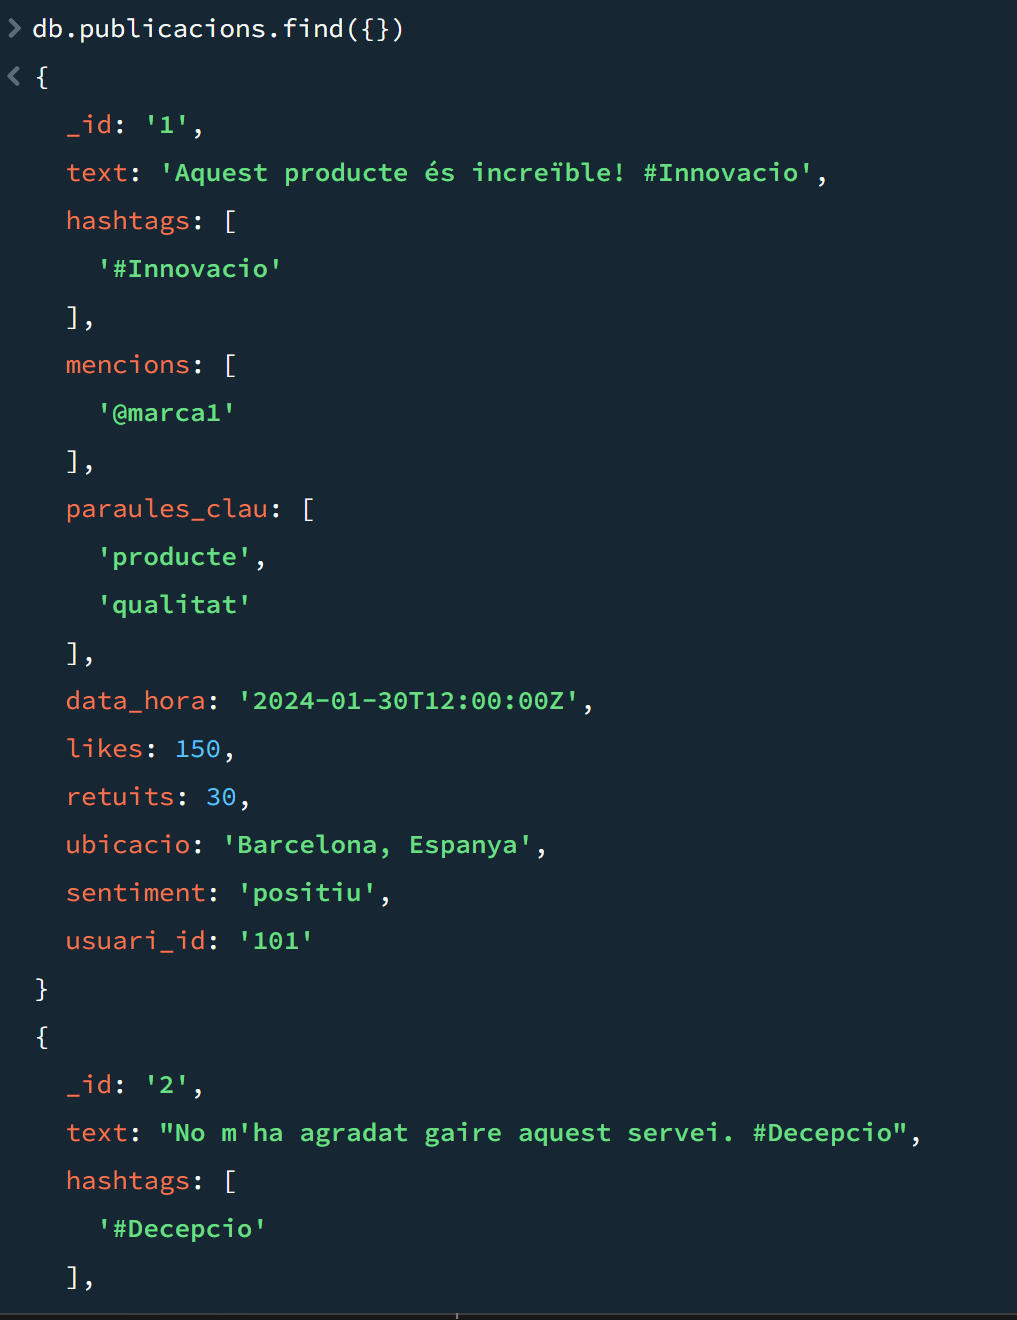 db.publicacions.find({})
{
_id: '1',
text: 'Aquest producte és increïble! #Innovacio',
hashtags: [
'#Innovacio'
],
mencions: [
'@marca1'
],
paraules_clau: [
'producte',
'qualitat'
],
data_hora: '2024-01-30T12:00:00Z',
likes: 150,
retuits: 30,
ubicacio: 'Barcelona, Espanya',
sentiment: 'positiu',
usuari_id: '101'
}
{
_id: '2',
text: "No m'ha agradat gaire aquest servei. #Decepcio",
hashtags: [
'#Decepcio'
],